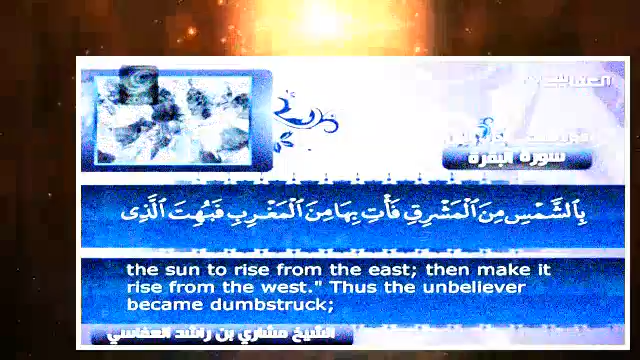 سورة البقرة
بِٱلشَّمْسِ مِنَ ٱلْمَشْرِقِ فَأْتِ بِهَا مِنَ ٱلْمَغْرِبِ فَبُهِتَ ٱلَّذِى
the sun to rise from the east; then make it
rise from the west." Thus the unbeliever
became dumbstruck;
الشيخ مشاري بن راشد العفاسي